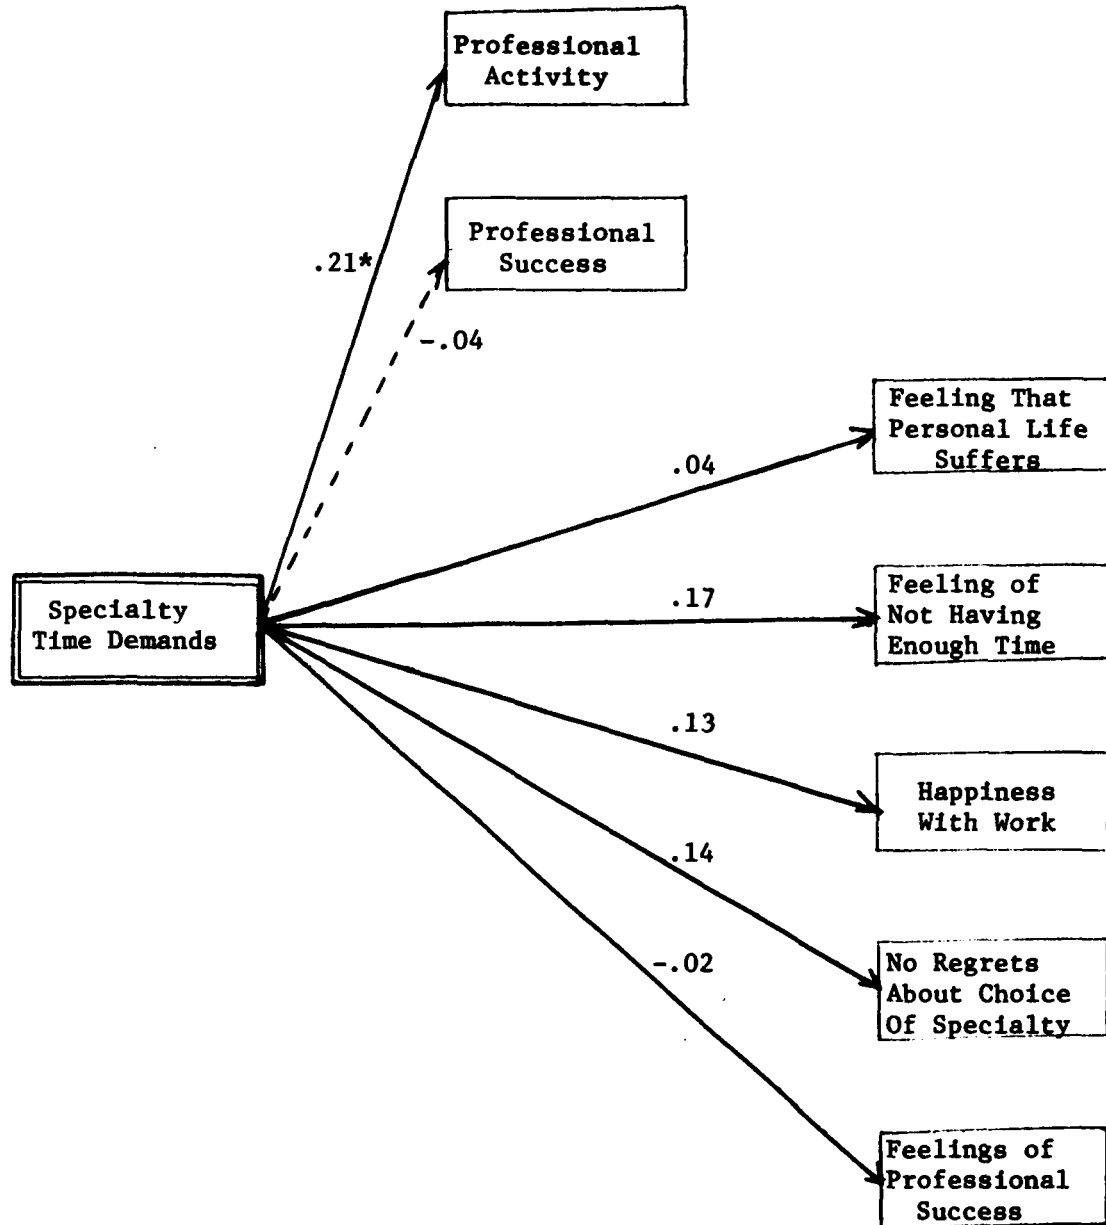 Professional
Activity
Professional
Success
.21*
-.04
Feeling That
Personal Life
Suffers
.04
Specialty
Time Demands
.17
Feeling of
Not Having
Enough Time
.13
Happiness
With Work
.14
No Regrets
About Choice
Of Specialty
-.02
Feelings of
Professional
Success